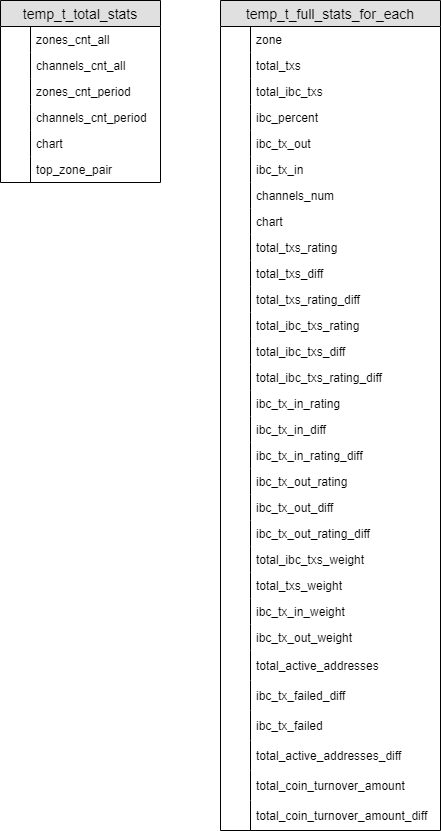 temp_t_total_stats
zones_cnt_all
channels_cnt_all
zones_cnt_period
channels_cnt_period
chart
top_zone_pair
temp_t_full_stats_for_each
zone
total_txs
total_ibc_txs
ibc_percent
ibc_tx_out
ibc_tx_in
channels_num
chart
total_txs_rating
total_txs_diff
total_txs_rating_diff
total_ibc_txs_rating
total_ibc_txs_diff
total_ibc_txs_rating_diff
ibc_tx_in_rating
ibc_tx_in_diff
ibc_tx_in_rating_diff
ibc_tx_out_rating
ibc_tx_out_diff
ibc_tx_out_rating_diff
total_ibc_txs_weight
total_txs_weight
ibc_tx_in_weight
ibc_tx_out_weight
total_active_addresses
ibc_tx_failed_diff
ibc_tx_failed
total_active_addresses_diff
total_coin_turnover_amount
total_coin_turnover_amount_diff